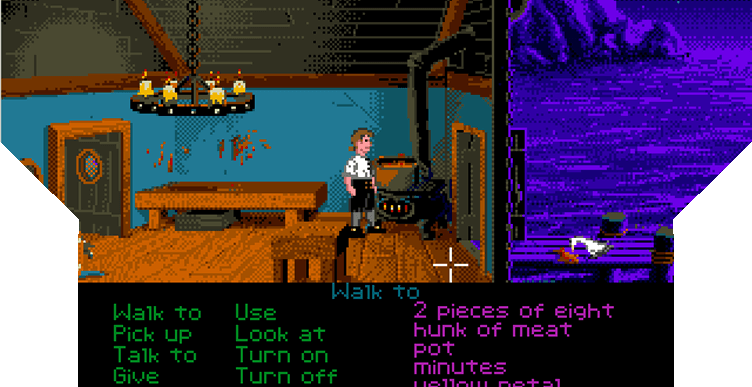 Walk to
Walk to Use 2 pieces of eight
Pick up Look at hunk of meat
Talk to Turn on pot
Give Turn off minutes
yellow petal